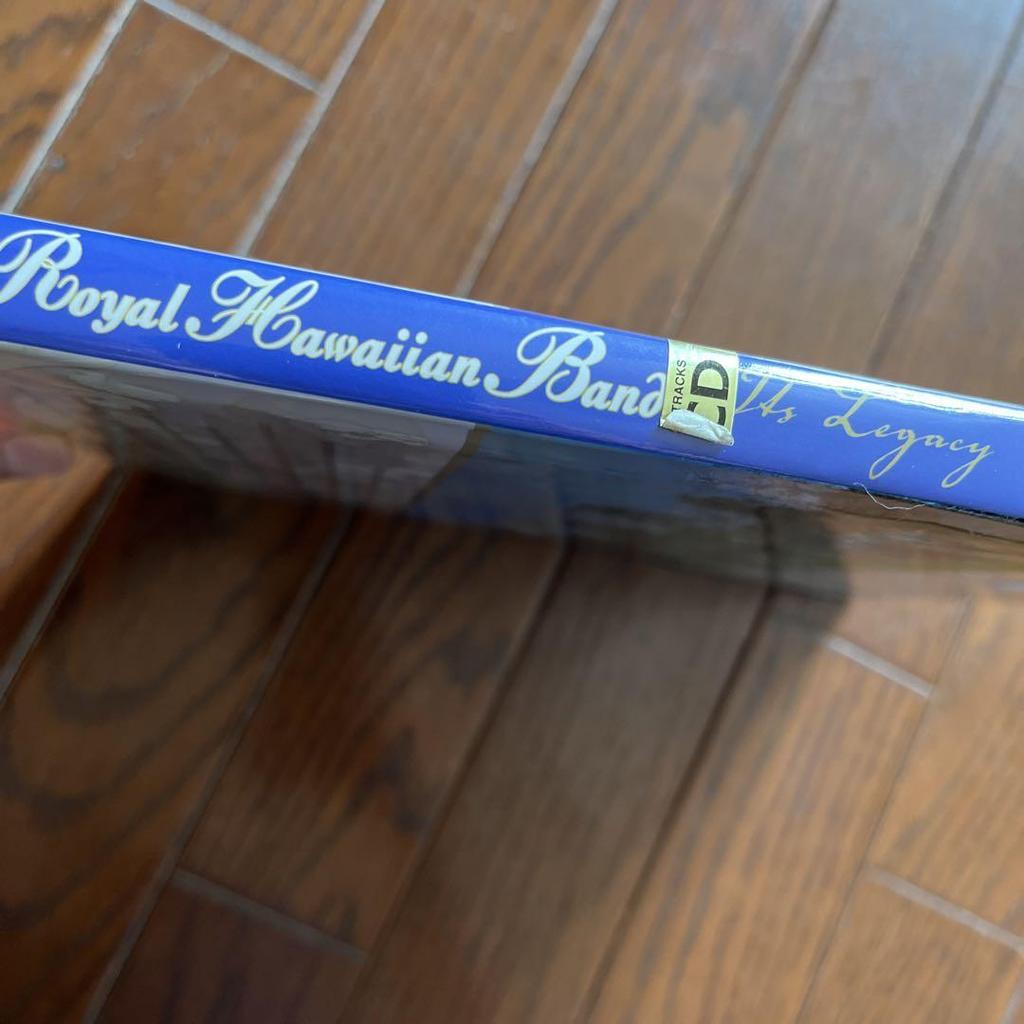 Royal Hawaiian Band Its Legacy
TRACKS
CD